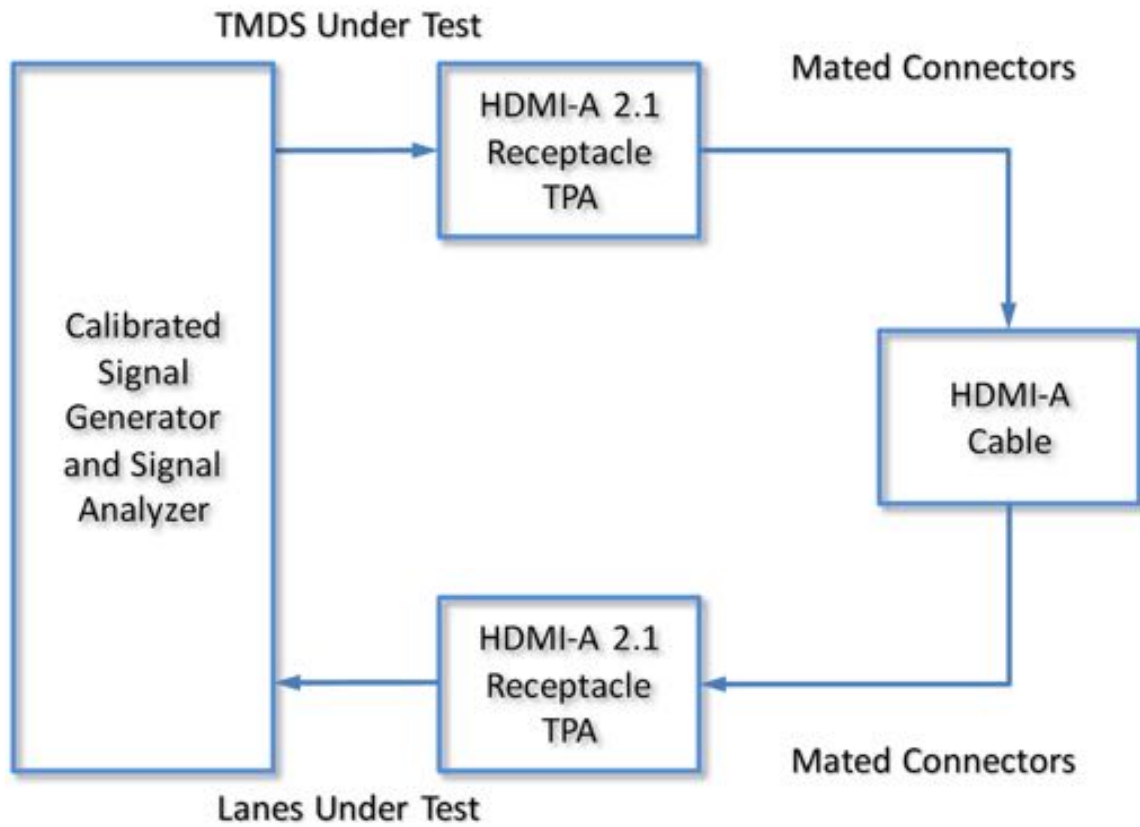 TMDS Under Test
Mated Connectors
HDMI-A 2.1
Receptacle
TPA
Calibrated
Signal
Generator
and Signal
Analyzer
HDMI-A
Cable
HDMI-A 2.1
Receptacle
TPA
Mated Connectors
Lanes Under Test